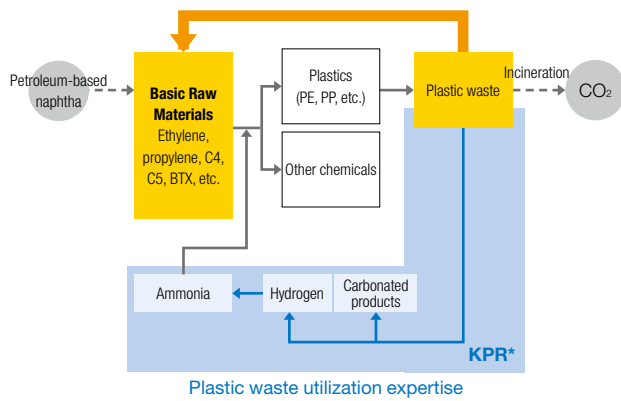 Petroleum-based
naphtha
Basic Raw
Materials
Ethylene,
propylene, C4,
C5, BTX, etc.
Plastics
(PE, PP, etc.)
Other chemicals
Plastic waste
Incineration
CO₂
Ammonia
Hydrogen
Carbonated
products
KPR*
Plastic waste utilization expertise